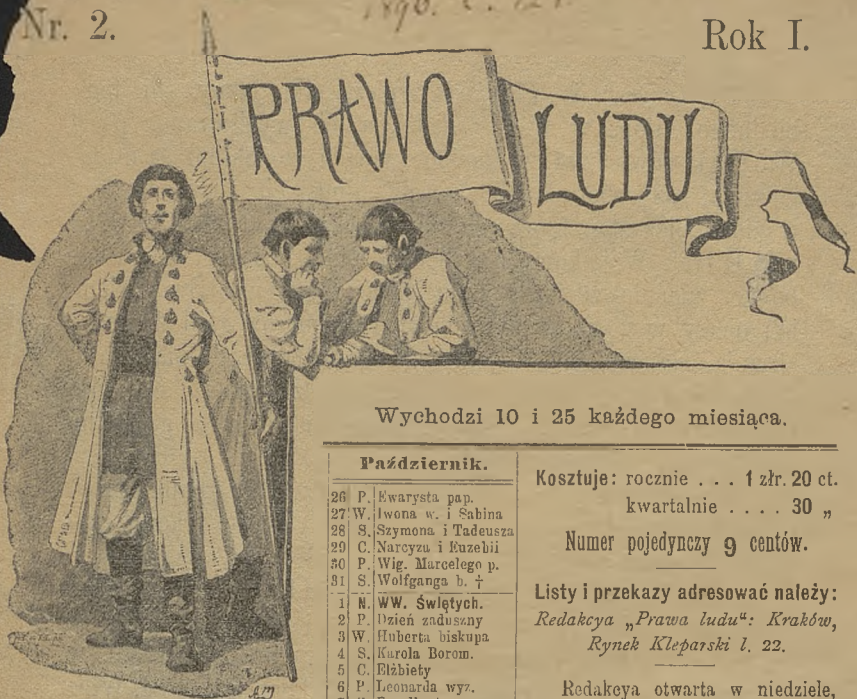 Nr. 2.
Rok I.
PRAWO LUDU
Wychodzi 10 i 25 każdego miesiąca.
Październik.
26 P. Ewarysta pap.
27 W. Iwona w. i Sabina
28 S. Szymona i Tadeusza
29 C. Narcyza i Euzebii
30 P. Wig. Marcelego p.
31 S. Wolfganga b. †
1 N. WW. Świętych.
2 P. Dzień zaduszny
3 W. Huberta biskupa
4 S. Karola Borom.
5 C. Elżbiety
6 P. Leonarda wyz.
Kosztuje: rocznie . . . 1 złr. 20 ct.
kwartalnie . . . . 30 „
Numer pojedynczy 9 centów.
Listy i przekazy adresować należy:
Redakcya „Prawa ludu“: Kraków,
Rynek Kleparski l. 22.
Redakcya otwarta w niedziele,